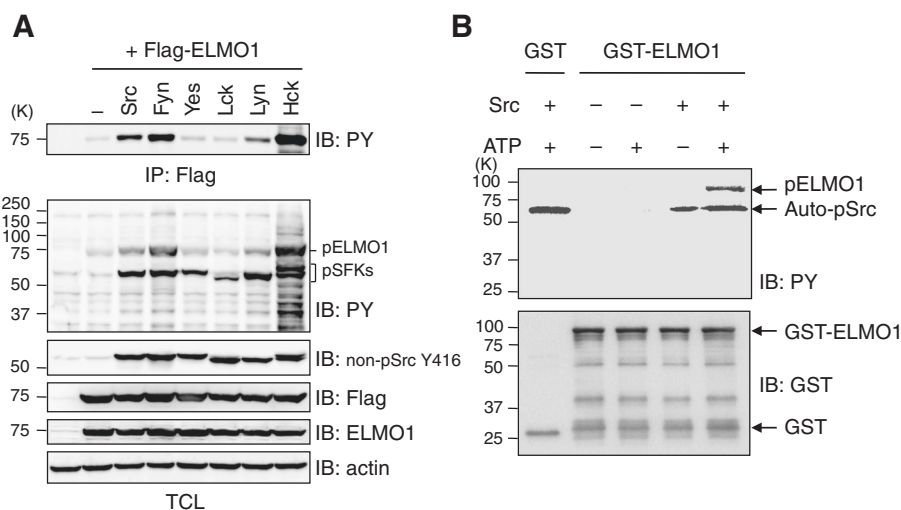 A
+ Flag-ELMO1
(K)
–
Src
Fyn
Yes
Lck
Lyn
Hck
75
IB: PY
IP: Flag
250
150
100
75
50
37
pELMO1
pSFKs
IB: PY
50
IB: non-pSrc Y416
75
IB: Flag
75
IB: ELMO1
IB: actin
TCL
B
GST
GST-ELMO1
Src + – – + +
ATP + – + – +
(K)
100
75
50
37
25
pELMO1
Auto-pSrc
IB: PY
100
75
50
37
25
GST-ELMO1
IB: GST
GST